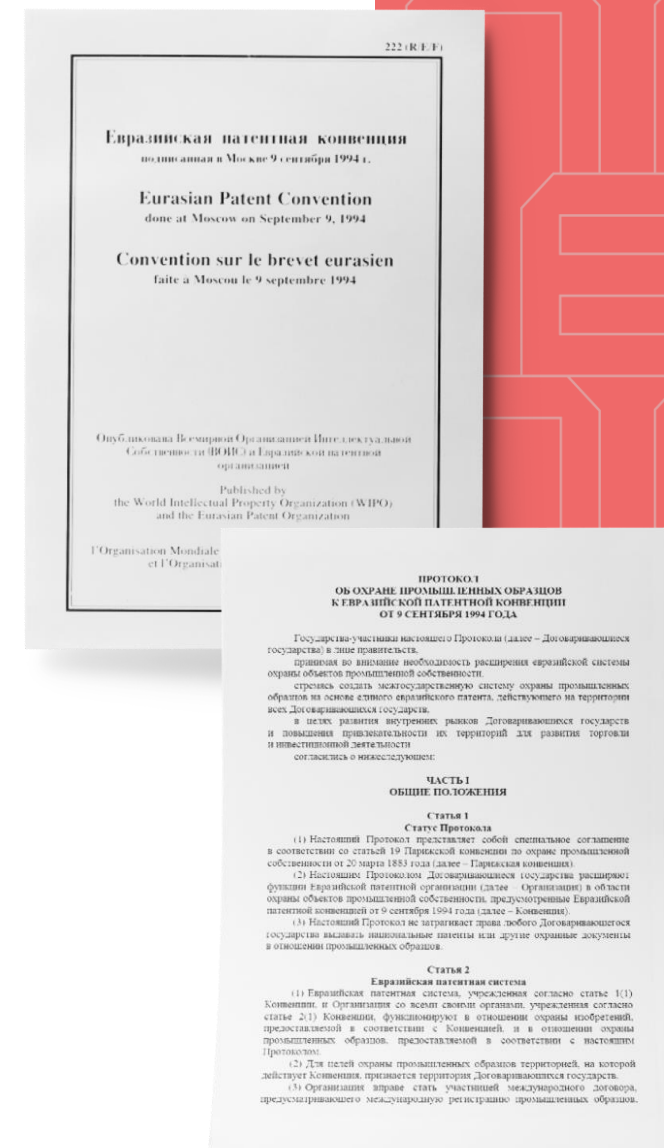 222 (R/E/F)
Евразийская патентная конвенция
подписанная в Москве 9 сентября 1994 г.
Eurasian Patent Convention
done at Moscow on September 9, 1994
Convention sur le brevet eurasien
faite à Moscou le 9 septembre 1994
Опубликована Всемирной Организацией Интеллектуальной
Собственности (ВОИС) и Евразийской патентной
организацией
Published by
the World Intellectual Property Organization (WIPO)
and the Eurasian Patent Organization
l'Organisation Mondiale
et l'Organisati
ПРОТОКОЛ
ОБ ОХРАНЕ ПРОМЫШЛЕННЫХ ОБРАЗЦОВ
К ЕВРАЗИЙСКОЙ ПАТЕНТНОЙ КОНВЕНЦИИ
ОТ 9 СЕНТЯБРЯ 1994 ГОДА
Государства-участники настоящего Протокола (далее – Договаривающиеся
государства) в лице правительств,
принимая во внимание необходимость расширения евразийской системы
охраны объектов промышленной собственности,
стремясь создать межгосударственную систему охраны промышленных
образцов на основе единого евразийского патента, действующего на территории
всех Договаривающихся государств,
в целях развития внутренних рынков Договаривающихся государств
и повышения привлекательности их территорий для развития торговли
и инвестиционной деятельности
согласились о нижеследующем:
ЧАСТЬ I
ОБЩИЕ ПОЛОЖЕНИЯ
Статья 1
Статус Протокола
(1) Настоящий Протокол представляет собой специальное соглашение
в соответствии со статьей 19 Парижской конвенции по охране промышленной
собственности от 20 марта 1883 года (далее – Парижская конвенция).
(2) Настоящим Протоколом Договаривающиеся государства расширяют
функции Евразийской патентной организации (далее – Организация) в области
охраны объектов промышленной собственности, предусмотренные Евразийской
патентной конвенцией от 9 сентября 1994 года (далее – Конвенция).
(3) Настоящий Протокол не затрагивает права любого Договаривающегося
государства выдавать национальные патенты или другие охранные документы
в отношении промышленных образцов.
Статья 2
Евразийская патентная система
(1) Евразийская патентная система, учрежденная согласно статье 1(1)
Конвенции, и Организация со всеми своими органами, учрежденная согласно
статье 2(1) Конвенции, функционируют в отношении охраны изобретений,
предоставляемой в соответствии с Конвенцией, и в отношении охраны
промышленных образцов, предоставляемой в соответствии с настоящим
Протоколом.
(2) Для целей охраны промышленных образцов территорией, на которой
действует Конвенция, признается территория Договаривающихся государств.
(3) Организация вправе стать участницей международного договора,
предусматривающего международную регистрацию промышленных образцов.